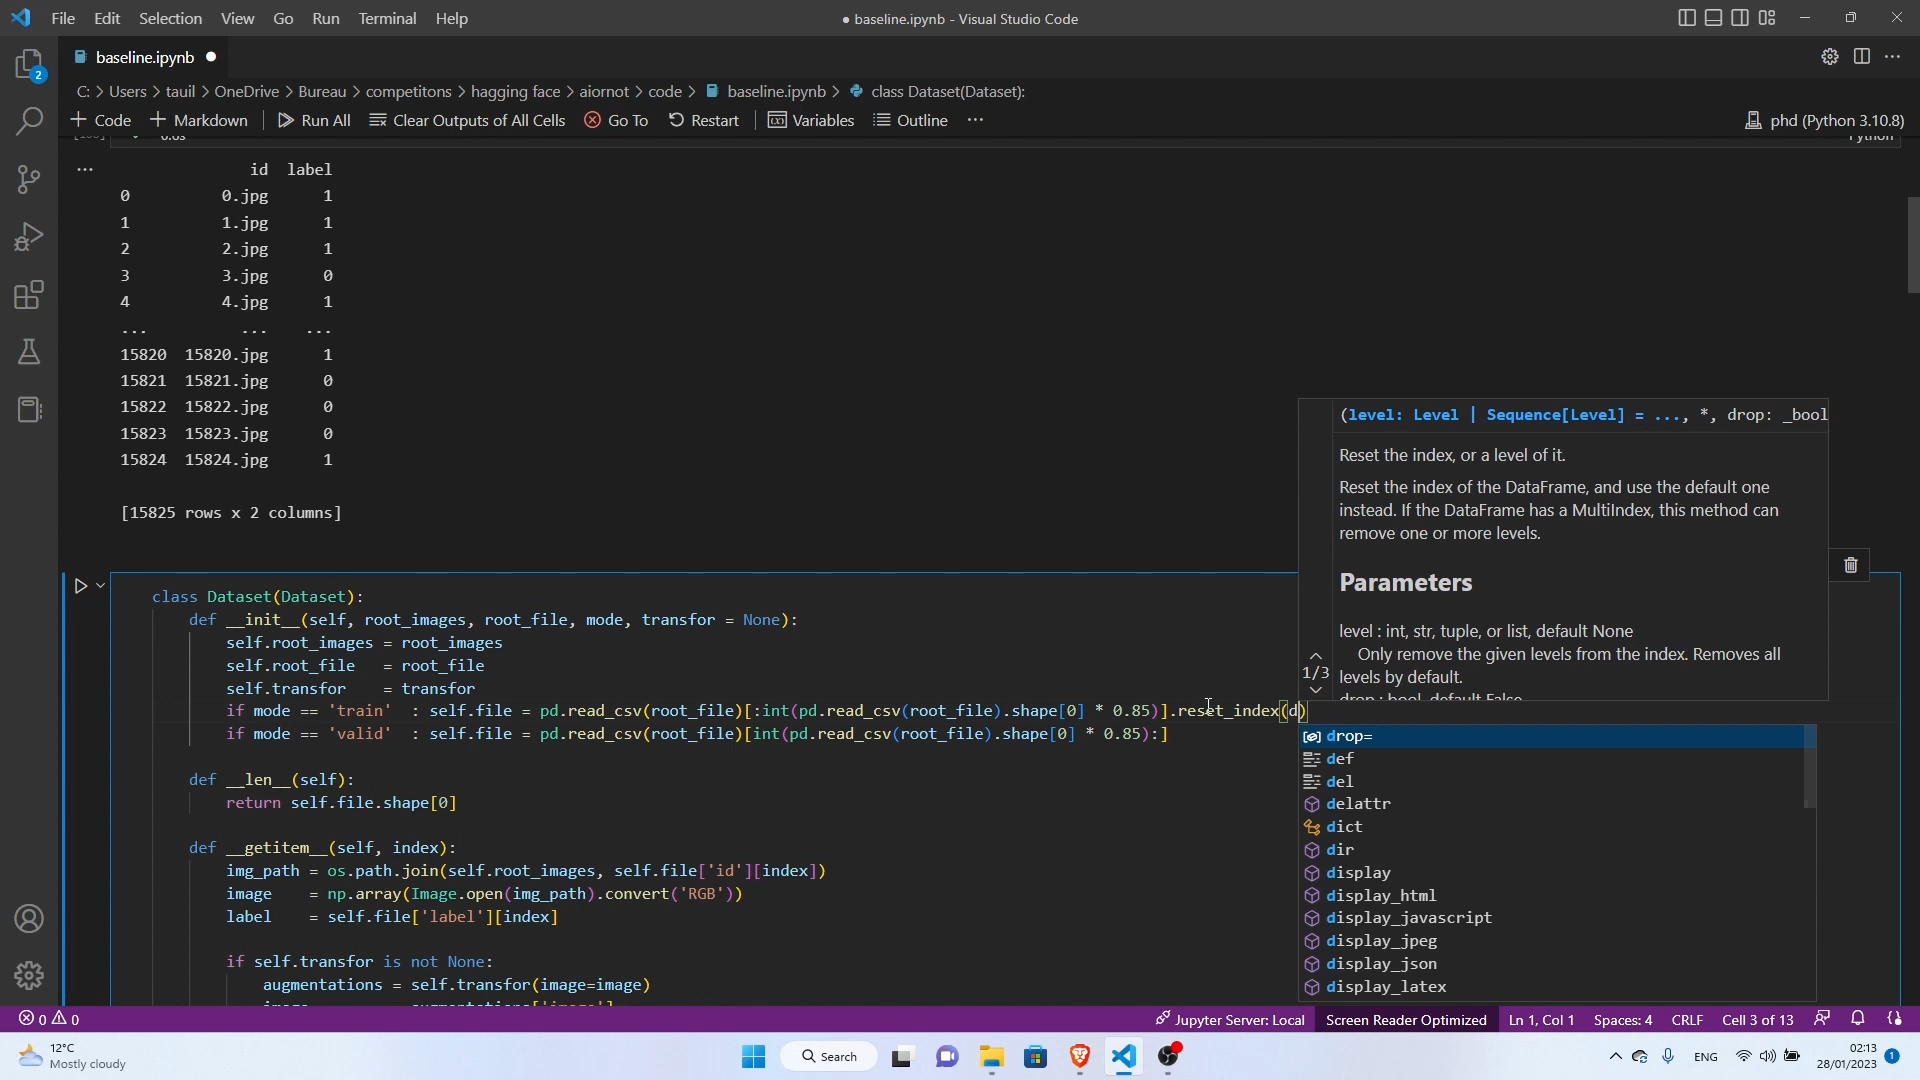 File Edit Selection View Go Run Terminal Help
● baseline.ipynb - Visual Studio Code
baseline.ipynb ●
C: > Users > tauil > OneDrive > Bureau > competitons > hagging face > aiornot > code > baseline.ipynb > class Dataset(Dataset):
+ Code + Markdown Run All Clear Outputs of All Cells Go To Restart Variables Outline ... phd (Python 3.10.8)
2
...
id label
0 0.jpg 1
1 1.jpg 1
2 2.jpg 1
3 3.jpg 0
4 4.jpg 1
... ... ...
15820 15820.jpg 1
15821 15821.jpg 0
15822 15822.jpg 0
15823 15823.jpg 0
15824 15824.jpg 1
[15825 rows x 2 columns]
(level: Level | Sequence[Level] = ..., *, drop: _bool
Reset the index, or a level of it.
Reset the index of the DataFrame, and use the default one
instead. If the DataFrame has a MultiIndex, this method can
remove one or more levels.
Parameters
level : int, str, tuple, or list, default None
Only remove the given levels from the index. Removes all
levels by default.
drop : bool, default False
1/3
class Dataset(Dataset):
def __init__(self, root_images, root_file, mode, transfor = None):
self.root_images = root_images
self.root_file = root_file
self.transfor = transfor
if mode == 'train' : self.file = pd.read_csv(root_file)[:int(pd.read_csv(root_file).shape[0] * 0.85)].reset_index(d)
if mode == 'valid' : self.file = pd.read_csv(root_file)[int(pd.read_csv(root_file).shape[0] * 0.85):]
def __len__(self):
return self.file.shape[0]
def __getitem__(self, index):
img_path = os.path.join(self.root_images, self.file['id'][index])
image = np.array(Image.open(img_path).convert('RGB'))
label = self.file['label'][index]
if self.transfor is not None:
augmentations = self.transfor(image=image)
drop=
def
del
delattr
dict
dir
display
display_html
display_javascript
display_jpeg
display_json
display_latex
0 0 Jupyter Server: Local Screen Reader Optimized Ln 1, Col 1 Spaces: 4 CRLF Cell 3 of 13
12°C
Mostly cloudy
Search
ENG
02:13
28/01/2023
1